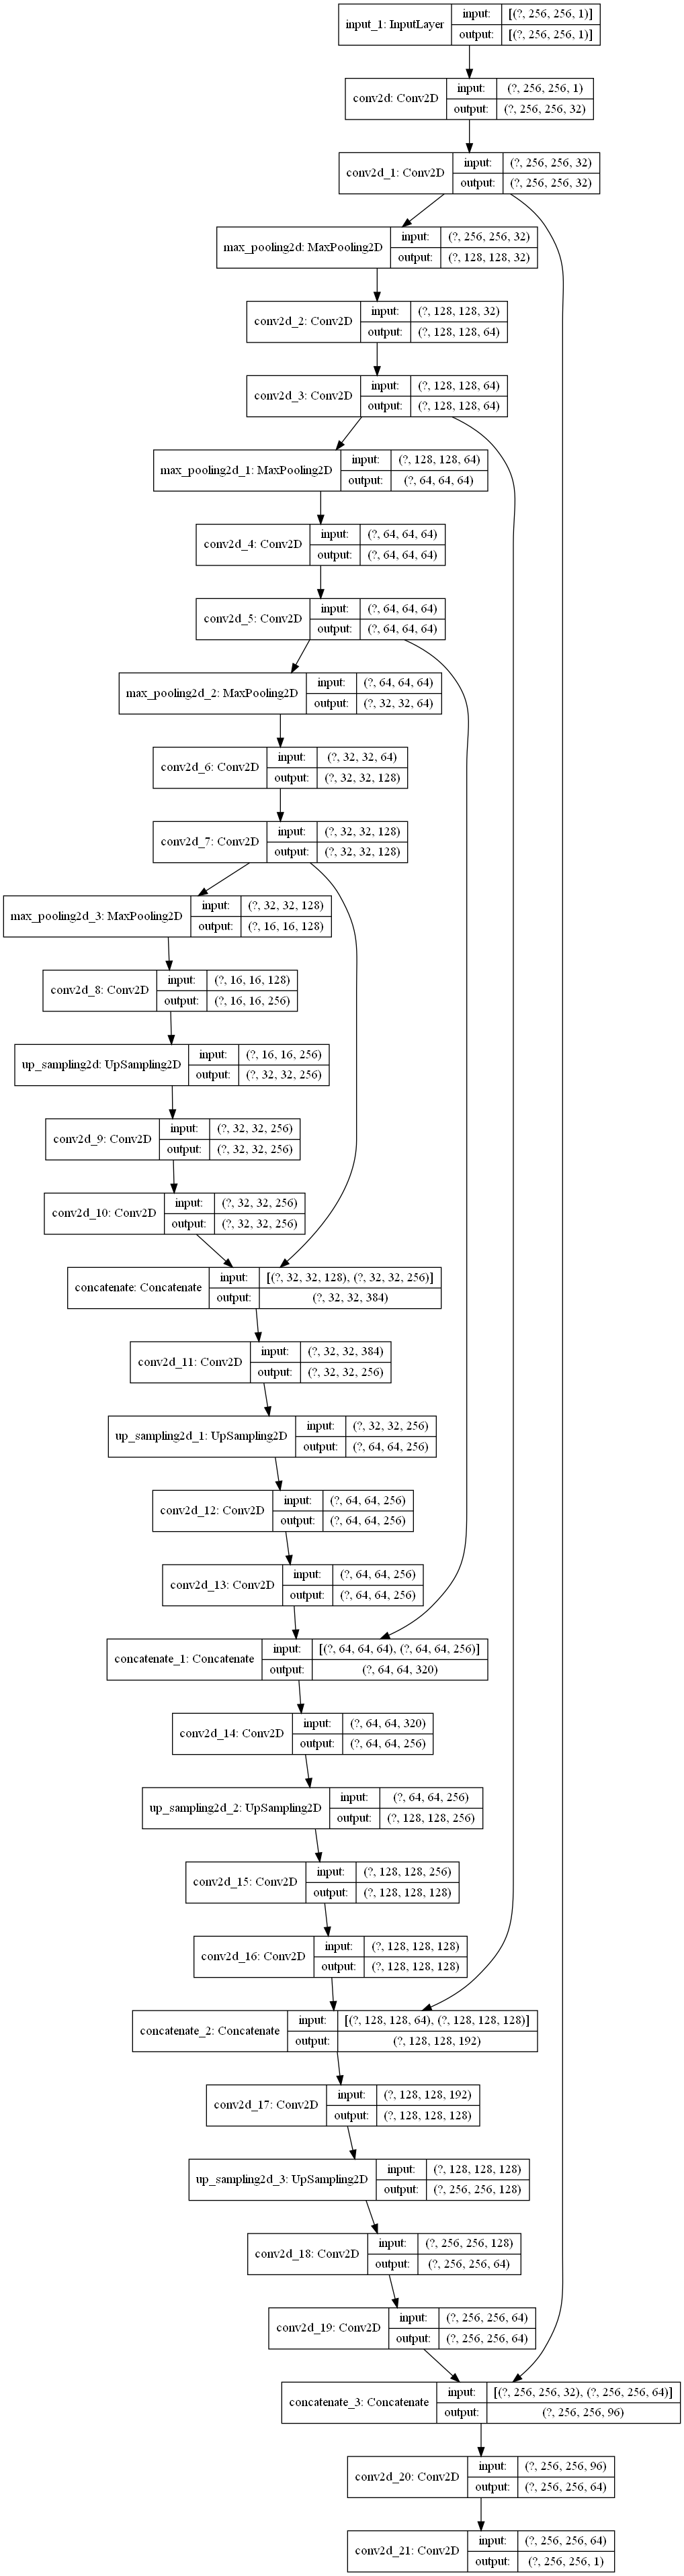 input_1: InputLayer
input: [(?, 256, 256, 1)]
output: [(?, 256, 256, 1)]
conv2d: Conv2D
input: (?, 256, 256, 1)
output: (?, 256, 256, 32)
conv2d_1: Conv2D
input: (?, 256, 256, 32)
output: (?, 256, 256, 32)
max_pooling2d: MaxPooling2D
input: (?, 256, 256, 32)
output: (?, 128, 128, 32)
conv2d_2: Conv2D
input: (?, 128, 128, 32)
output: (?, 128, 128, 64)
conv2d_3: Conv2D
input: (?, 128, 128, 64)
output: (?, 128, 128, 64)
max_pooling2d_1: MaxPooling2D
input: (?, 128, 128, 64)
output: (?, 64, 64, 64)
conv2d_4: Conv2D
input: (?, 64, 64, 64)
output: (?, 64, 64, 64)
conv2d_5: Conv2D
input: (?, 64, 64, 64)
output: (?, 64, 64, 64)
max_pooling2d_2: MaxPooling2D
input: (?, 64, 64, 64)
output: (?, 32, 32, 64)
conv2d_6: Conv2D
input: (?, 32, 32, 64)
output: (?, 32, 32, 128)
conv2d_7: Conv2D
input: (?, 32, 32, 128)
output: (?, 32, 32, 128)
max_pooling2d_3: MaxPooling2D
input: (?, 32, 32, 128)
output: (?, 16, 16, 128)
conv2d_8: Conv2D
input: (?, 16, 16, 128)
output: (?, 16, 16, 256)
up_sampling2d: UpSampling2D
input: (?, 16, 16, 256)
output: (?, 32, 32, 256)
conv2d_9: Conv2D
input: (?, 32, 32, 256)
output: (?, 32, 32, 256)
conv2d_10: Conv2D
input: (?, 32, 32, 256)
output: (?, 32, 32, 256)
concatenate: Concatenate
input: [(?, 32, 32, 128), (?, 32, 32, 256)]
output: (?, 32, 32, 384)
conv2d_11: Conv2D
input: (?, 32, 32, 384)
output: (?, 32, 32, 256)
up_sampling2d_1: UpSampling2D
input: (?, 32, 32, 256)
output: (?, 64, 64, 256)
conv2d_12: Conv2D
input: (?, 64, 64, 256)
output: (?, 64, 64, 256)
conv2d_13: Conv2D
input: (?, 64, 64, 256)
output: (?, 64, 64, 256)
concatenate_1: Concatenate
input: [(?, 64, 64, 64), (?, 64, 64, 256)]
output: (?, 64, 64, 320)
conv2d_14: Conv2D
input: (?, 64, 64, 320)
output: (?, 64, 64, 256)
up_sampling2d_2: UpSampling2D
input: (?, 64, 64, 256)
output: (?, 128, 128, 256)
conv2d_15: Conv2D
input: (?, 128, 128, 256)
output: (?, 128, 128, 128)
conv2d_16: Conv2D
input: (?, 128, 128, 128)
output: (?, 128, 128, 128)
concatenate_2: Concatenate
input: [(?, 128, 128, 64), (?, 128, 128, 128)]
output: (?, 128, 128, 192)
conv2d_17: Conv2D
input: (?, 128, 128, 192)
output: (?, 128, 128, 128)
up_sampling2d_3: UpSampling2D
input: (?, 128, 128, 128)
output: (?, 256, 256, 128)
conv2d_18: Conv2D
input: (?, 256, 256, 128)
output: (?, 256, 256, 64)
conv2d_19: Conv2D
input: (?, 256, 256, 64)
output: (?, 256, 256, 64)
concatenate_3: Concatenate
input: [(?, 256, 256, 32), (?, 256, 256, 64)]
output: (?, 256, 256, 96)
conv2d_20: Conv2D
input: (?, 256, 256, 96)
output: (?, 256, 256, 64)
conv2d_21: Conv2D
input: (?, 256, 256, 64)
output: (?, 256, 256, 1)